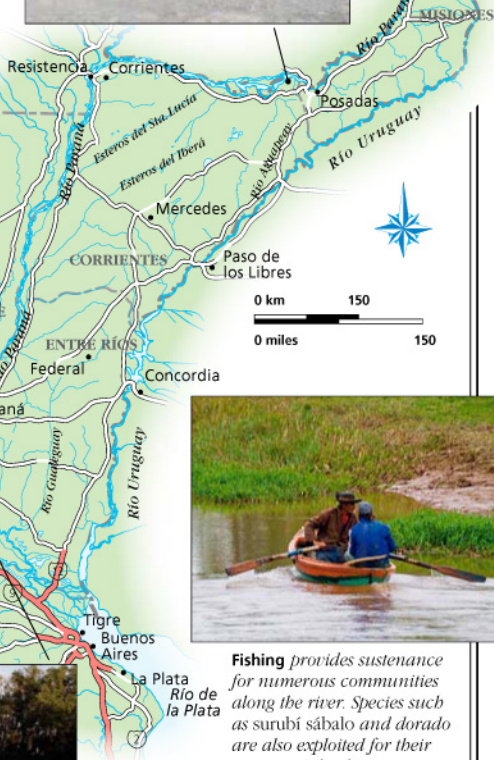 MISIONES
Río Paraná
Resistencia
Corrientes
Posadas
Esteros del Sta. Lucía
Río Uruguay
Esteros del Iberá
Río Aguapeay
Río Paraná
Mercedes
CORRIENTES
Paso de
los Libres
0 km 150
0 miles 150
ENTRE RÍOS
Federal
Concordia
Río Gualeguay
Río Uruguay
9
Tigre
Buenos
Aires
La Plata
Río de
la Plata
2
Fishing provides sustenance
for numerous communities
along the river. Species such
as surubí sábalo and dorado
are also exploited for their